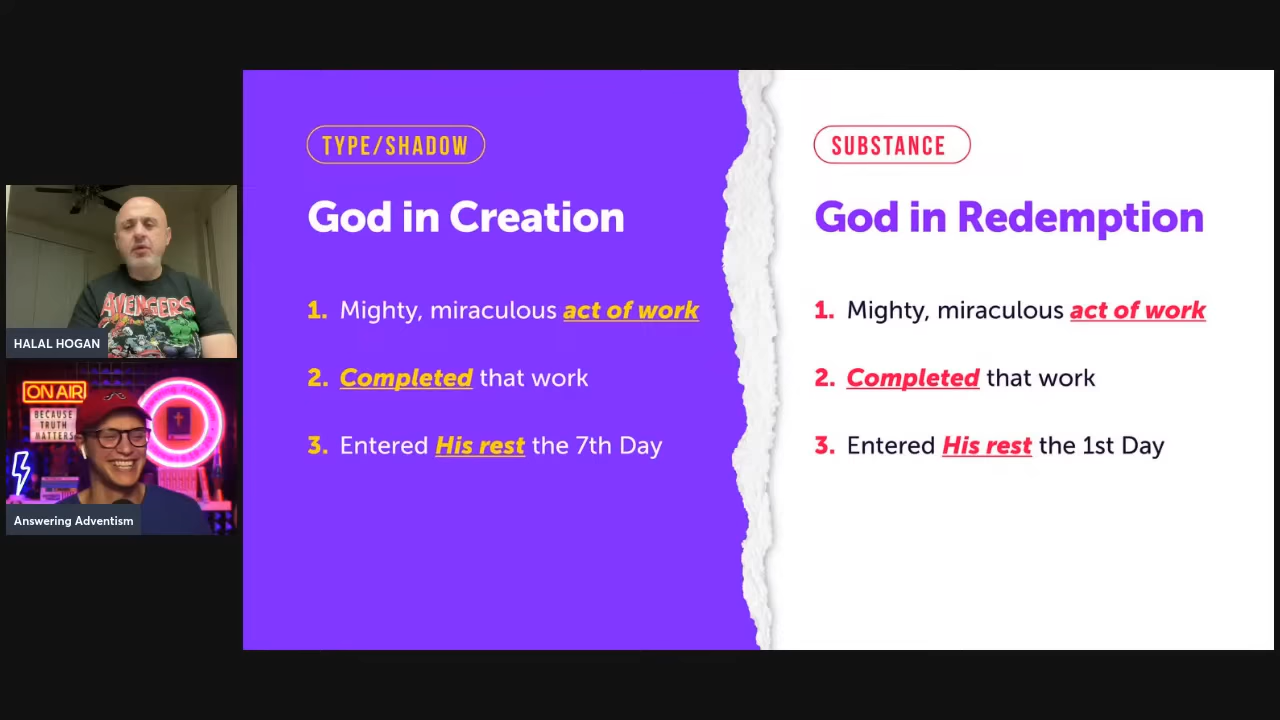 TYPE/SHADOW
God in Creation
1. Mighty, miraculous act of work
2. Completed that work
3. Entered His rest the 7th Day
SUBSTANCE
God in Redemption
1. Mighty, miraculous act of work
2. Completed that work
3. Entered His rest the 1st Day
AVENGERS
HALAL HOGAN
ON AIR
BECAUSE
TRUTH
MATTERS
Answering Adventism